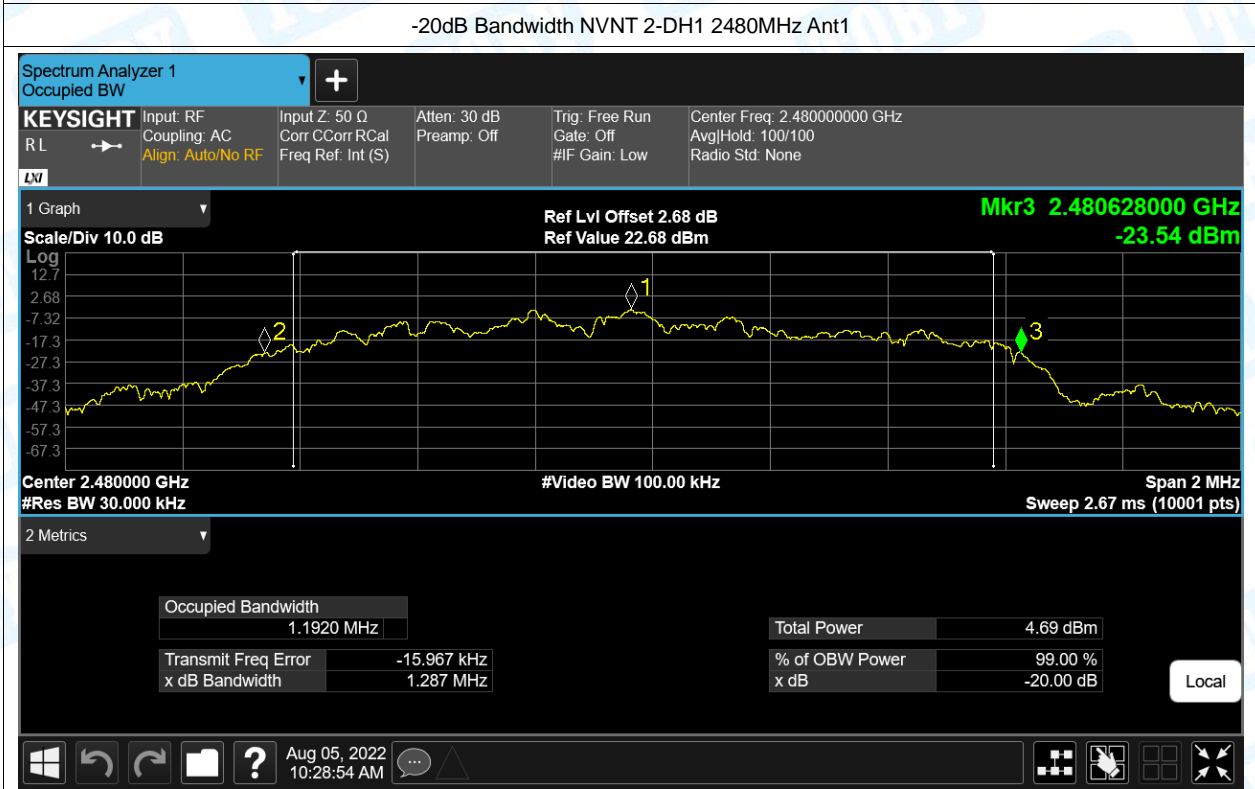 -20dB Bandwidth NVNT 2-DH1 2480MHz Ant1
Spectrum Analyzer 1
Occupied BW
KEYSIGHT
RL
LXI
Input: RF
Coupling: AC
Align: Auto/No RF
Input Z: 50 Ω
Corr CCorr RCal
Freq Ref: Int (S)
Atten: 30 dB
Preamp: Off
Trig: Free Run
Gate: Off
#IF Gain: Low
Center Freq: 2.480000000 GHz
Avg|Hold: 100/100
Radio Std: None
1 Graph
Scale/Div 10.0 dB
Ref Lvl Offset 2.68 dB
Ref Value 22.68 dBm
Mkr3 2.480628000 GHz
-23.54 dBm
Log
12.7
2.68
-7.32
-17.3
-27.3
-37.3
-47.3
-57.3
-67.3
1
2
3
Center 2.480000 GHz
#Video BW 100.00 kHz
Span 2 MHz
#Res BW 30.000 kHz
Sweep 2.67 ms (10001 pts)
2 Metrics
Occupied Bandwidth
1.1920 MHz
Total Power 4.69 dBm
Transmit Freq Error -15.967 kHz
% of OBW Power 99.00 %
x dB Bandwidth 1.287 MHz
x dB -20.00 dB
Local
Aug 05, 2022
10:28:54 AM